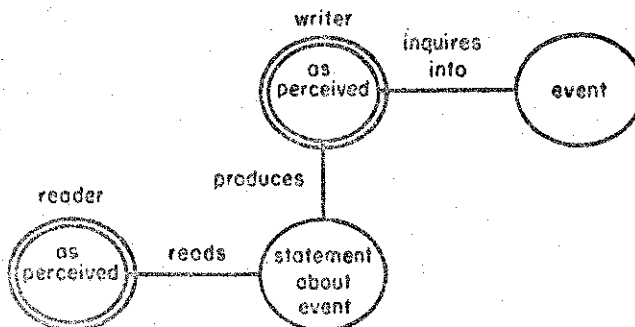 writer
inquires
into
as
perceived
event
produces
reader
as
perceived
reads
statement
about
event